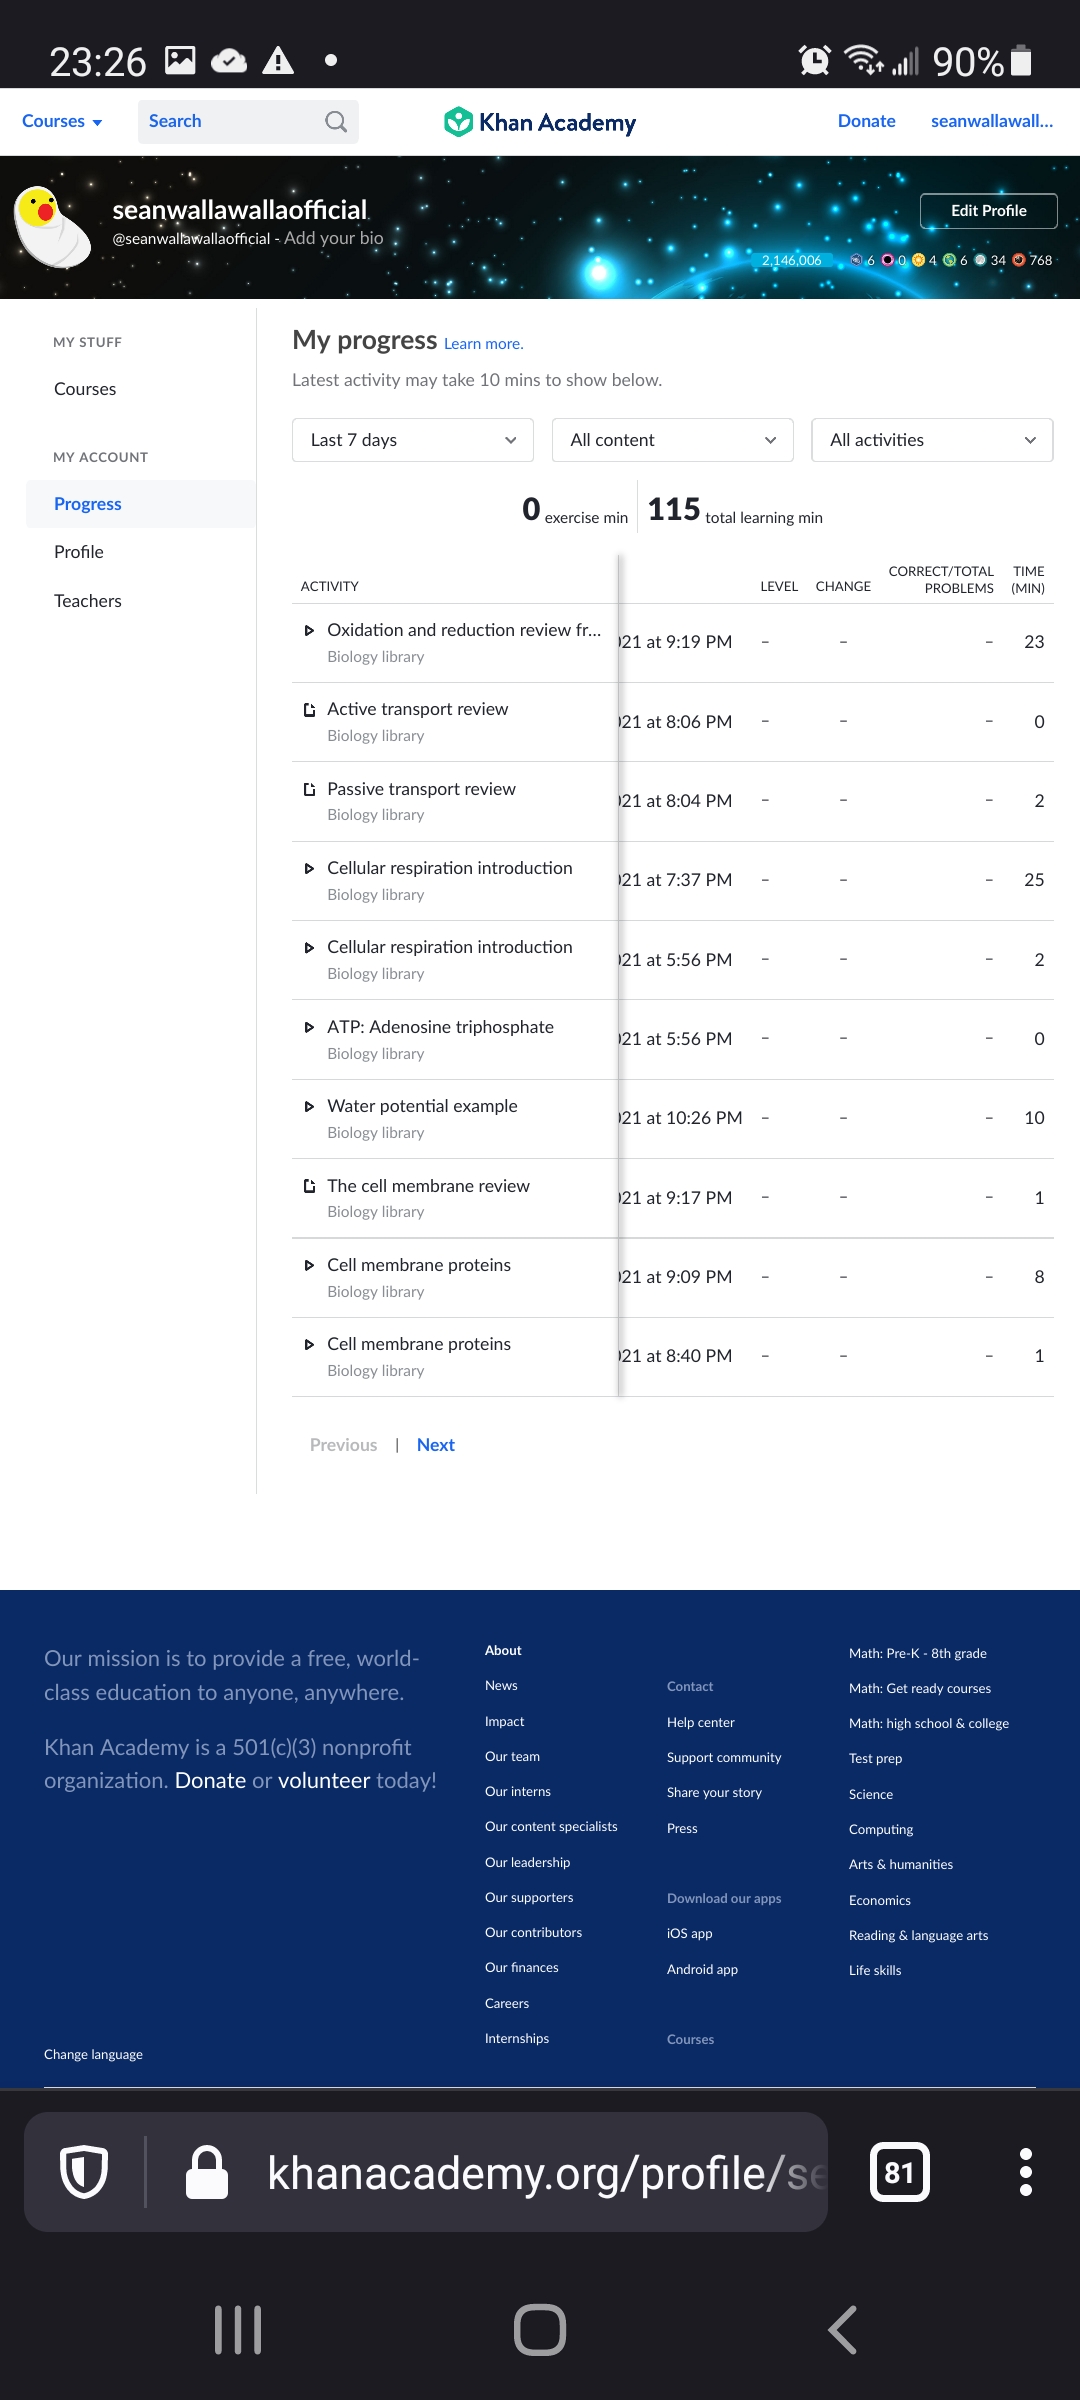 23:26 90%
Courses Search Khan Academy Donate seanwallawall...
seanwallawallaofficial
@seanwallawallaofficial - Add your bio
Edit Profile
2,146,006 6 0 4 6 34 768
MY STUFF
Courses
MY ACCOUNT
Progress
Profile
Teachers
My progress Learn more.
Latest activity may take 10 mins to show below.
Last 7 days All content All activities
0 exercise min 115 total learning min
ACTIVITY LEVEL CHANGE CORRECT/TOTAL PROBLEMS TIME (MIN)
Oxidation and reduction review fr... 21 at 9:19 PM – – – 23
Biology library
Active transport review 21 at 8:06 PM – – – 0
Biology library
Passive transport review 21 at 8:04 PM – – – 2
Biology library
Cellular respiration introduction 21 at 7:37 PM – – – 25
Biology library
Cellular respiration introduction 21 at 5:56 PM – – – 2
Biology library
ATP: Adenosine triphosphate 21 at 5:56 PM – – – 0
Biology library
Water potential example 21 at 10:26 PM – – – 10
Biology library
The cell membrane review 21 at 9:17 PM – – – 1
Biology library
Cell membrane proteins 21 at 9:09 PM – – – 8
Biology library
Cell membrane proteins 21 at 8:40 PM – – – 1
Biology library
Previous | Next
Our mission is to provide a free, world-
class education to anyone, anywhere.
Khan Academy is a 501(c)(3) nonprofit
organization. Donate or volunteer today!
Change language
About
News
Impact
Our team
Our interns
Our content specialists
Our leadership
Our supporters
Our contributors
Our finances
Careers
Internships
Contact
Help center
Support community
Share your story
Press
Download our apps
iOS app
Android app
Courses
Math: Pre-K - 8th grade
Math: Get ready courses
Math: high school & college
Test prep
Science
Computing
Arts & humanities
Economics
Reading & language arts
Life skills
khanacademy.org/profile/se
81